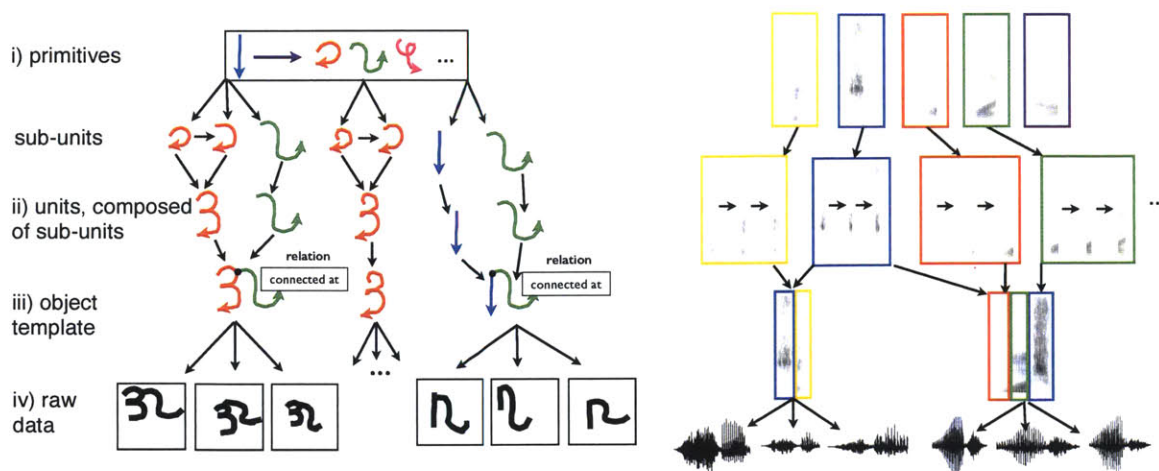 i) primitives
...
sub-units
ii) units, composed
of sub-units
relation
connected at
relation
connected at
iii) object
template
...
iv) raw
data
..